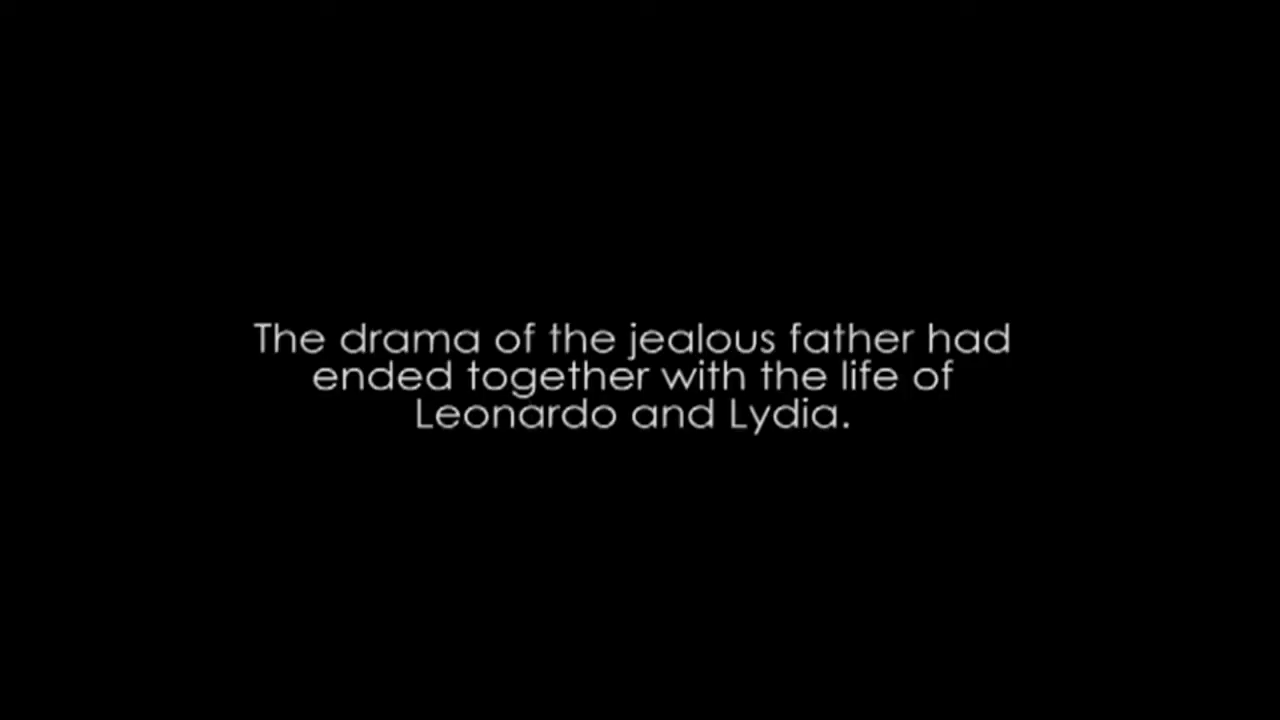 The drama of the jealous father had
ended together with the life of
Leonardo and Lydia.